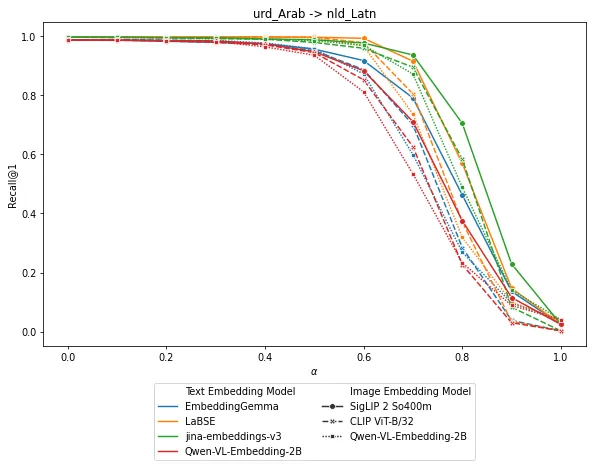 urd_Arab -> nld_Latn
Recall@1
1.0
0.8
0.6
0.4
0.2
0.0
0.0 0.2 0.4 0.6 0.8 1.0
α
Text Embedding Model
EmbeddingGemma
LaBSE
jina-embeddings-v3
Qwen-VL-Embedding-2B
Image Embedding Model
SigLIP 2 So400m
CLIP ViT-B/32
Qwen-VL-Embedding-2B